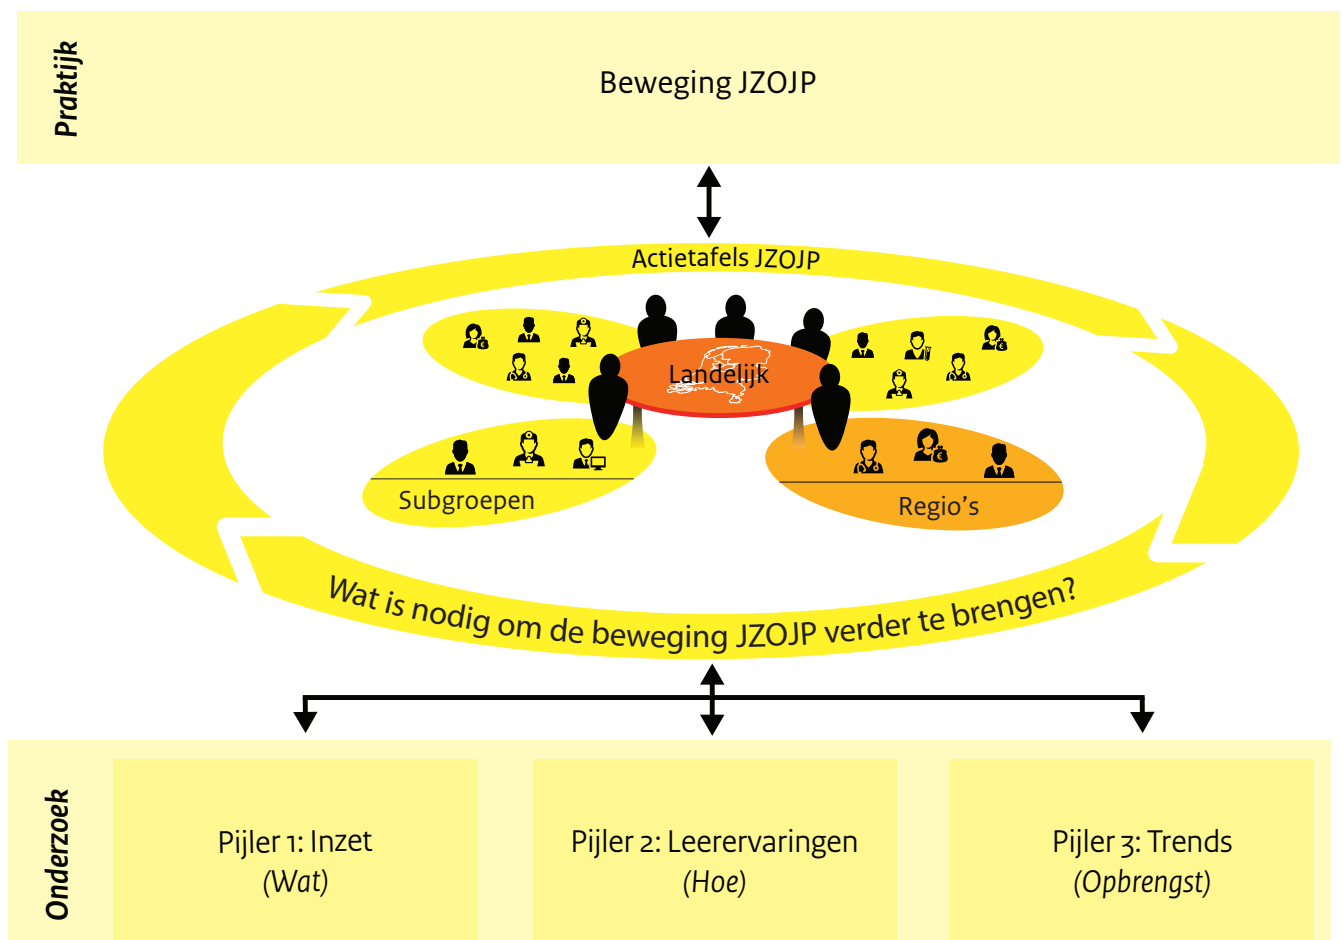 Praktijk
Beweging JZOJP
Actietafels JZOJP
Landelijk
Subgroepen
Regio's
Wat is nodig om de beweging JZOJP verder te brengen?
Onderzoek
Pijler 1: Inzet
(Wat)
Pijler 2: Leerervaringen
(Hoe)
Pijler 3: Trends
(Opbrengst)